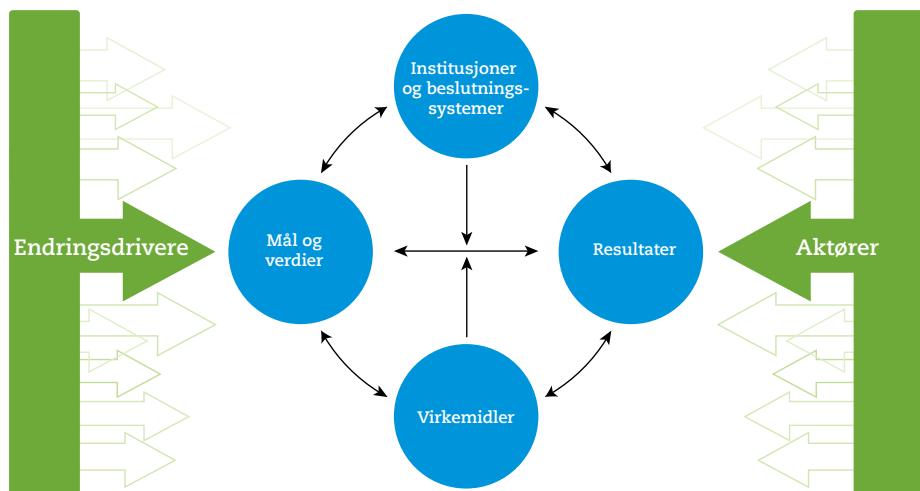 Institusjoner
og beslutnings-
systemer
Endringsdrivere
Mål og
verdier
Resultater
Aktører
Virkemidler